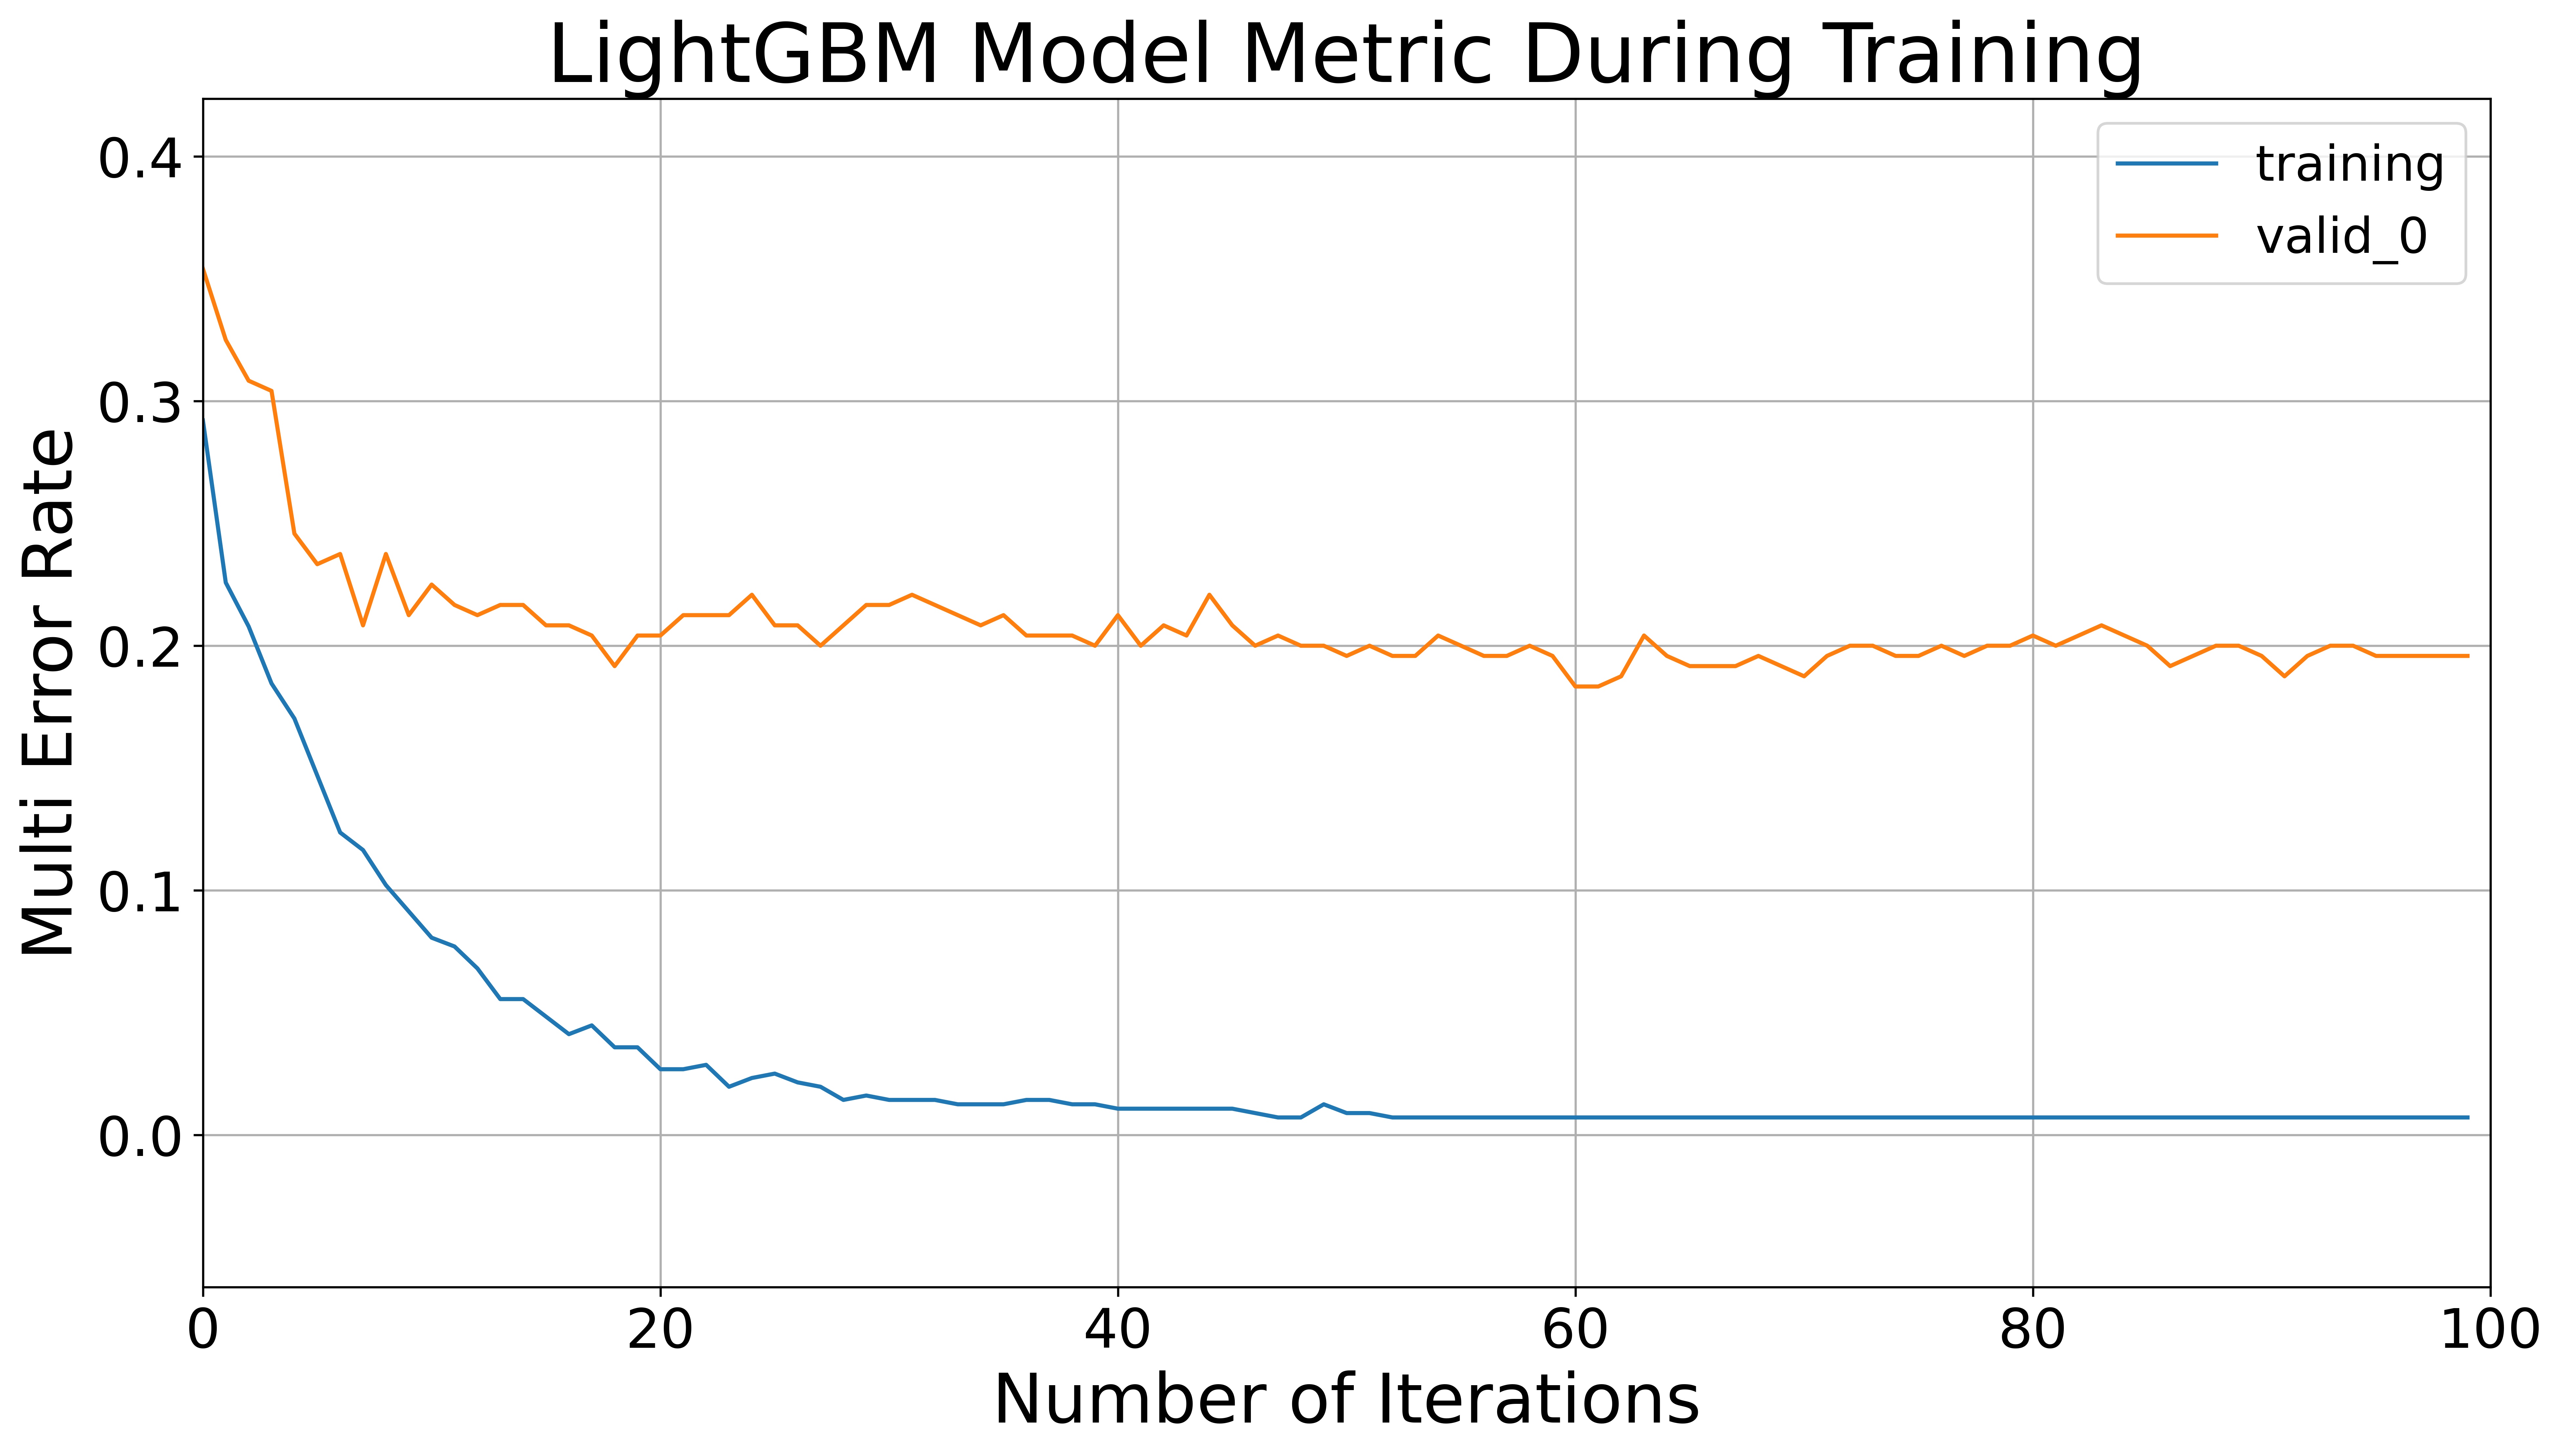 LightGBM Model Metric During Training
0.4
0.3
0.2
0.1
0.0
Multi Error Rate
training
valid_0
0 20 40 60 80 100
Number of Iterations